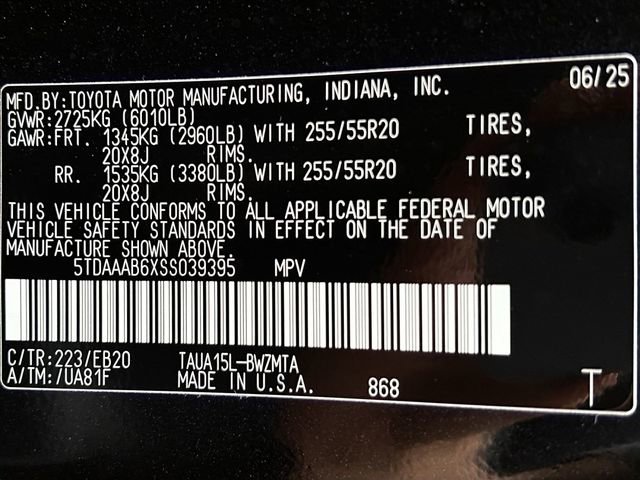 MFD.BY:TOYOTA MOTOR MANUFACTURING, INDIANA, INC. 06/25
GVWR:2725KG (6010LB)
GAWR:FRT. 1345KG (2960LB) WITH 255/55R20 TIRES,
20X8J RIMS.
RR. 1535KG (3380LB) WITH 255/55R20 TIRES,
20X8J RIMS.
THIS VEHICLE CONFORMS TO ALL APPLICABLE FEDERAL MOTOR
VEHICLE SAFETY STANDARDS IN EFFECT ON THE DATE OF
MANUFACTURE SHOWN ABOVE.
5TDAAAB6XSS039395 MPV
C/TR:223/EB20 TAUA15L-BWZMTA
A/TM:/UA81F MADE IN U.S.A. 868 T